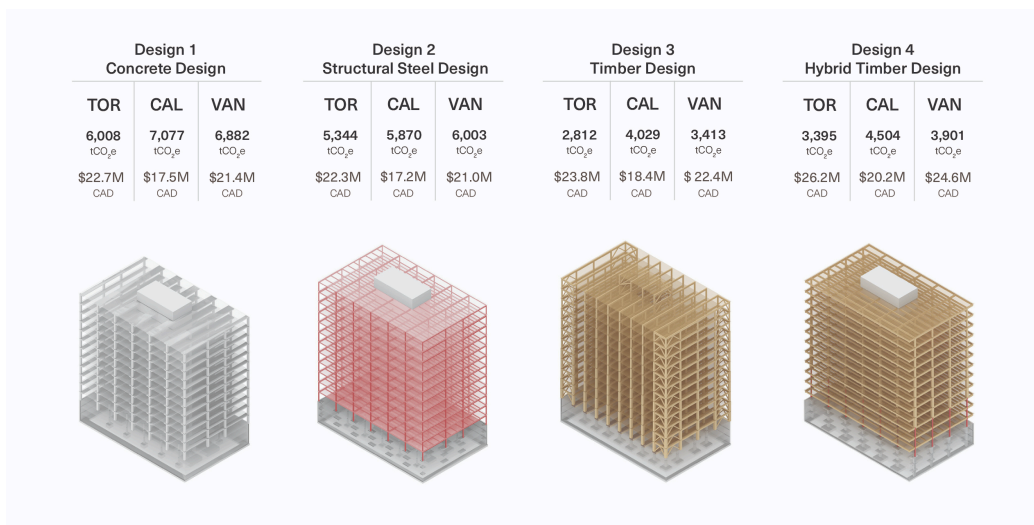 Design 1
Concrete Design
TOR CAL VAN
6,008 7,077 6,882
tCO₂e tCO₂e tCO₂e
$22.7M $17.5M $21.4M
CAD CAD CAD
Design 2
Structural Steel Design
TOR CAL VAN
5,344 5,870 6,003
tCO₂e tCO₂e tCO₂e
$22.3M $17.2M $21.0M
CAD CAD CAD
Design 3
Timber Design
TOR CAL VAN
2,812 4,029 3,413
tCO₂e tCO₂e tCO₂e
$23.8M $18.4M $ 22.4M
CAD CAD CAD
Design 4
Hybrid Timber Design
TOR CAL VAN
3,395 4,504 3,901
tCO₂e tCO₂e tCO₂e
$26.2M $20.2M $24.6M
CAD CAD CAD